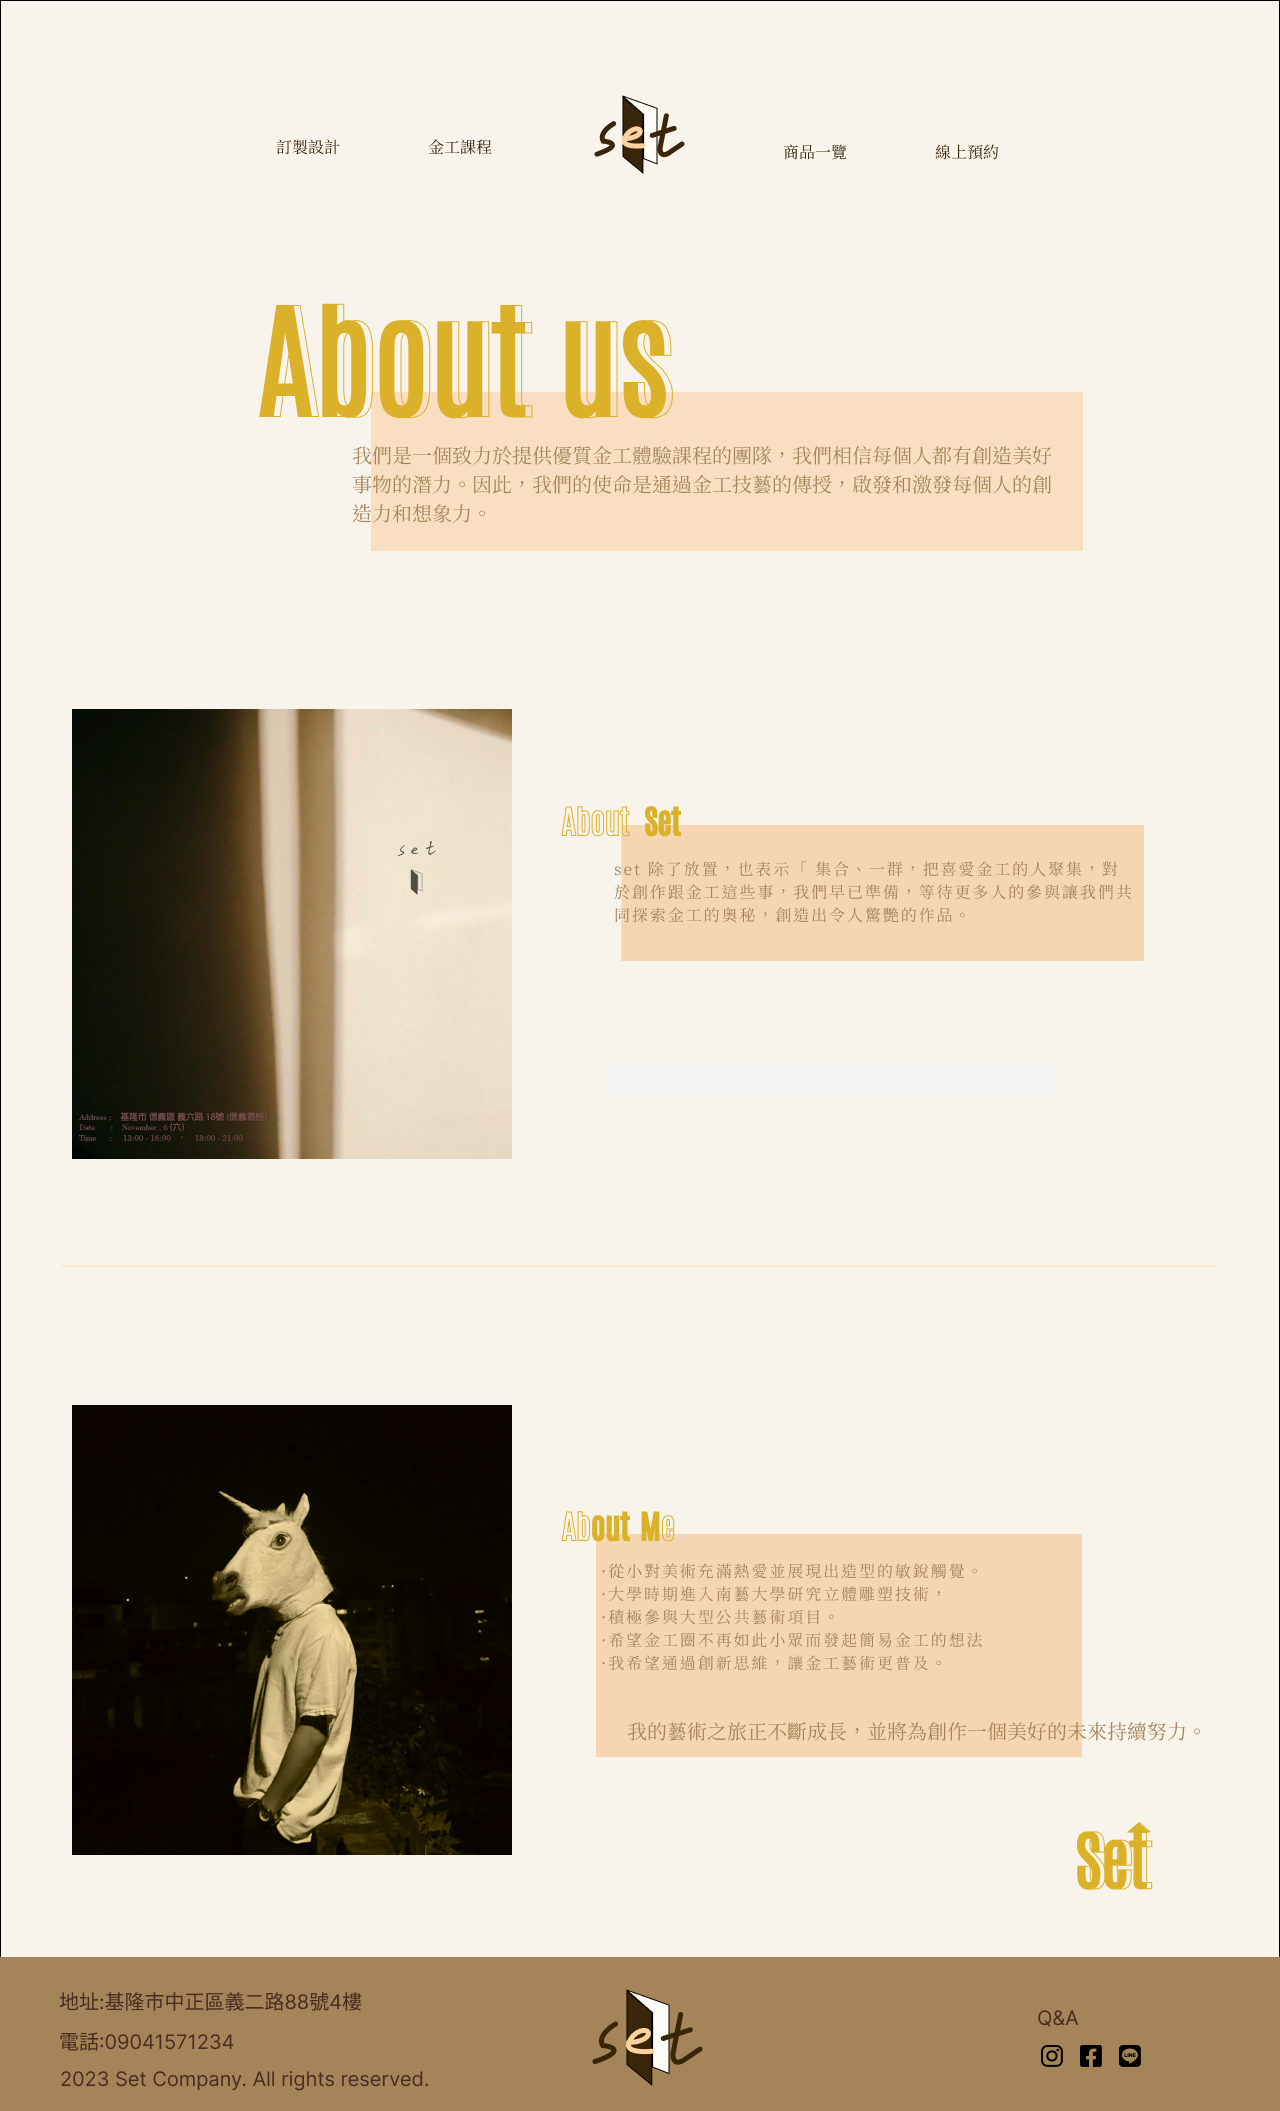 訂製設計
金工課程
set
商品一覽
線上預約
About us
我們是一個致力於提供優質金工體驗課程的團隊，我們相信每個人都有創造美好
事物的潛力。因此，我們的使命是通過金工技藝的傳授，啟發和激發每個人的創
造力和想象力。
set
Address : 基隆市 信義區 義六路 18號 (信義君悅)
Date : November , 6 (六)
Time : 13:00 - 16:00 、 18:00 - 21.00
About Set
set 除了放置，也表示「 集合、一群，把喜愛金工的人聚集，對
於創作跟金工這些事，我們早已準備，等待更多人的參與讓我們共
同探索金工的奧秘，創造出令人驚艷的作品。
About Me
·從小對美術充滿熱愛並展現出造型的敏銳觸覺。
·大學時期進入南藝大學研究立體雕塑技術，
·積極參與大型公共藝術項目。
·希望金工圈不再如此小眾而發起簡易金工的想法
·我希望通過創新思維，讓金工藝術更普及。
我的藝術之旅正不斷成長，並將為創作一個美好的未來持續努力。
Set
地址:基隆市中正區義二路88號4樓
電話:09041571234
2023 Set Company. All rights reserved.
set
Q&A
LINE